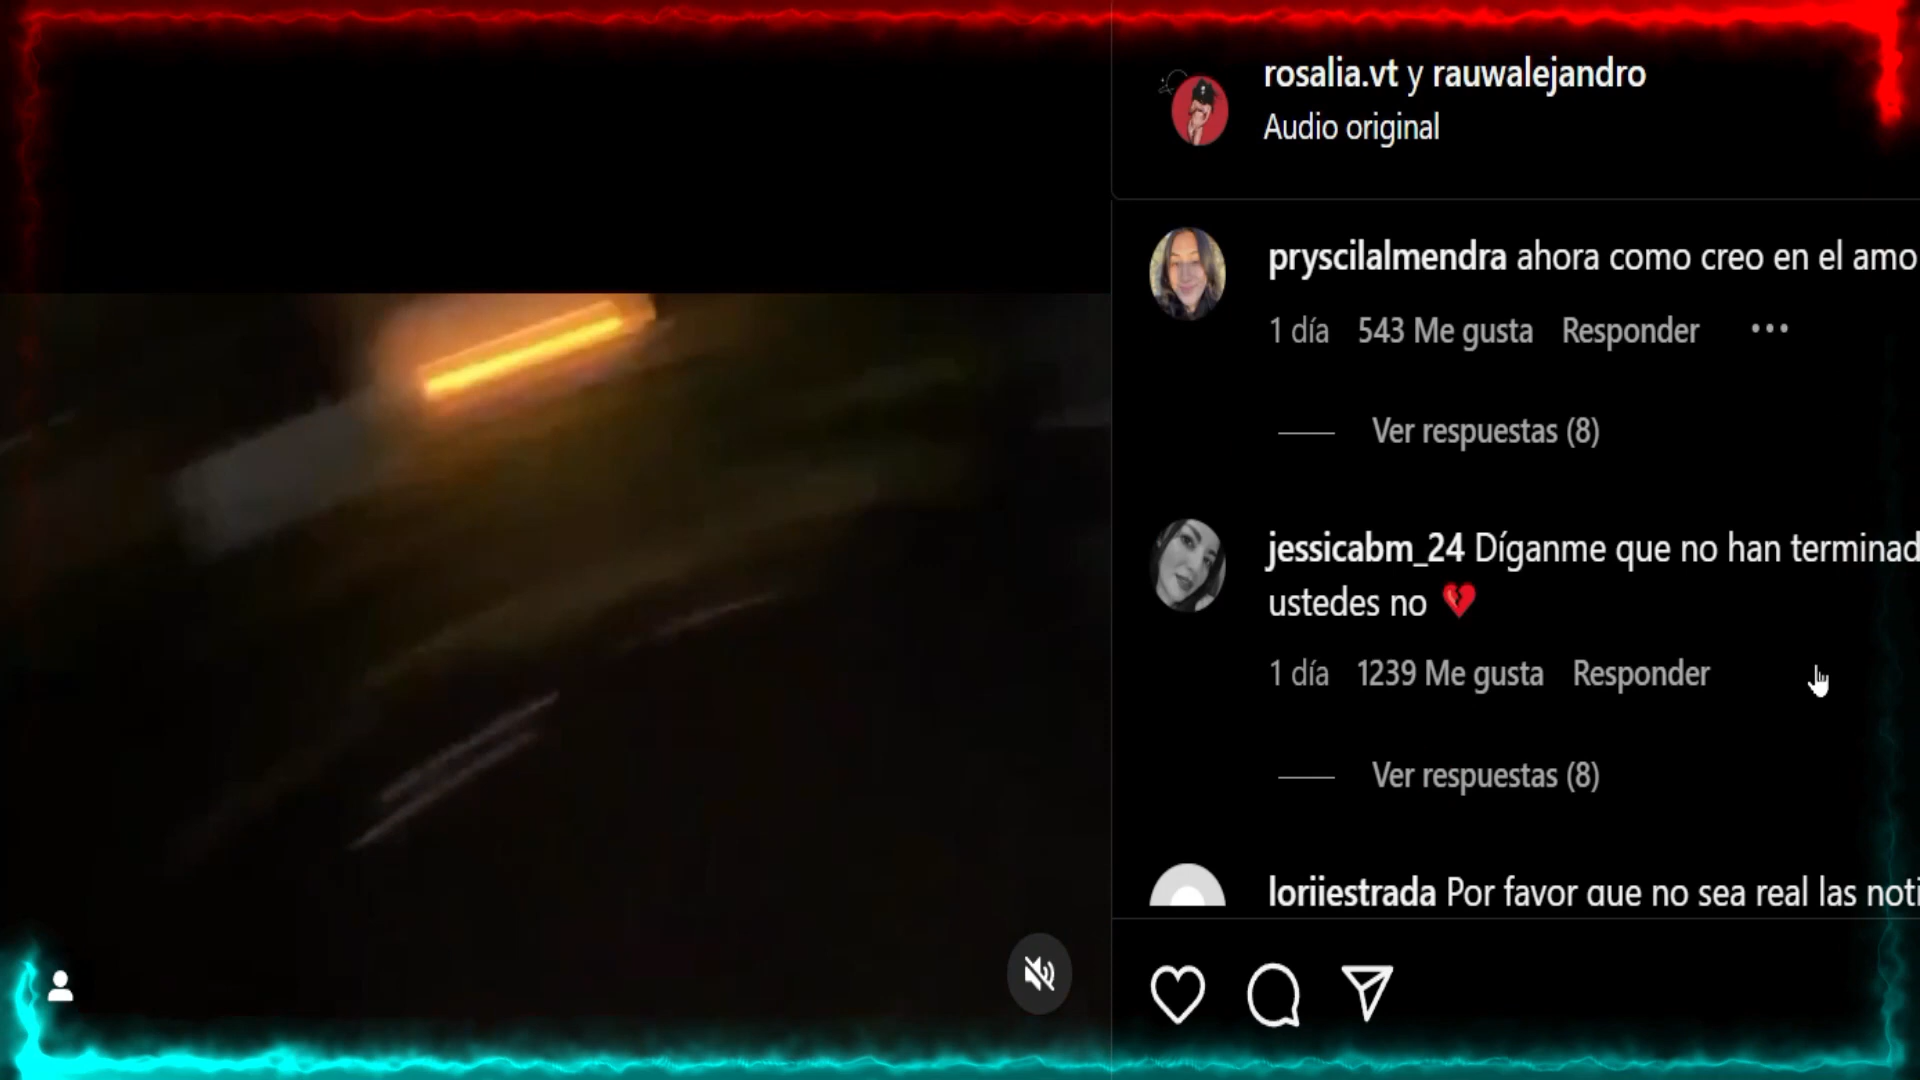 rosalia.vt y rauwalejandro
Audio original
pryscilalmendra ahora como creo en el amo
1 día 543 Me gusta Responder
Ver respuestas (8)
jessicabm_24 Díganme que no han terminad
ustedes no 💔
1 día 1239 Me gusta Responder
Ver respuestas (8)
loriiestrada Por favor que no sea real las noti